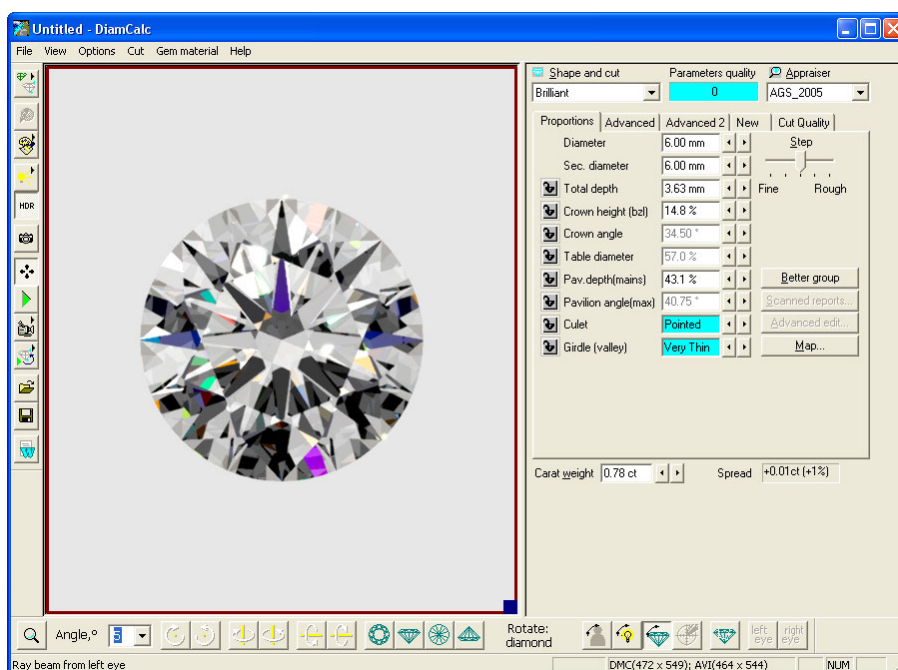 Untitled - DiamCalc
File View Options Cut Gem material Help
Shape and cut Parameters quality Appraiser
Brilliant 0 AGS_2005
Proportions Advanced Advanced 2 New Cut Quality
Diameter 6.00 mm Step
Sec. diameter 6.00 mm
Total depth 3.63 mm Fine Rough
HDR Crown height (bzl) 14.8 %
Crown angle 34.50 °
Table diameter 57.0 %
Pav.depth(mains) 43.1 % Better group
Pavilion angle(max) 40.75 ° Scanned reports...
Culet Pointed Advanced edit...
Girdle (valley) Very Thin Map...
Carat weight 0.78 ct Spread +0.01ct (+1%)
Angle,° 5 Rotate: diamond left eye right eye
Ray beam from left eye DMC(472 x 549); AVI(464 x 544) NUM